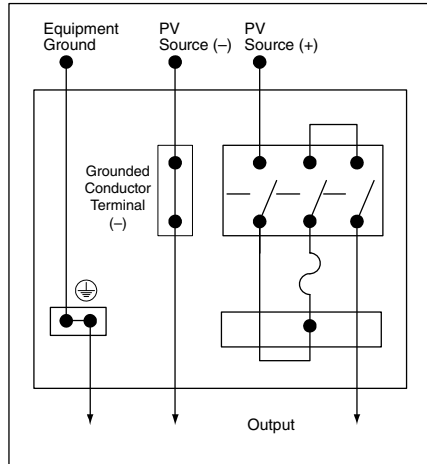 Equipment
Ground
PV
Source (–)
PV
Source (+)
Grounded
Conductor
Terminal
(–)
Output